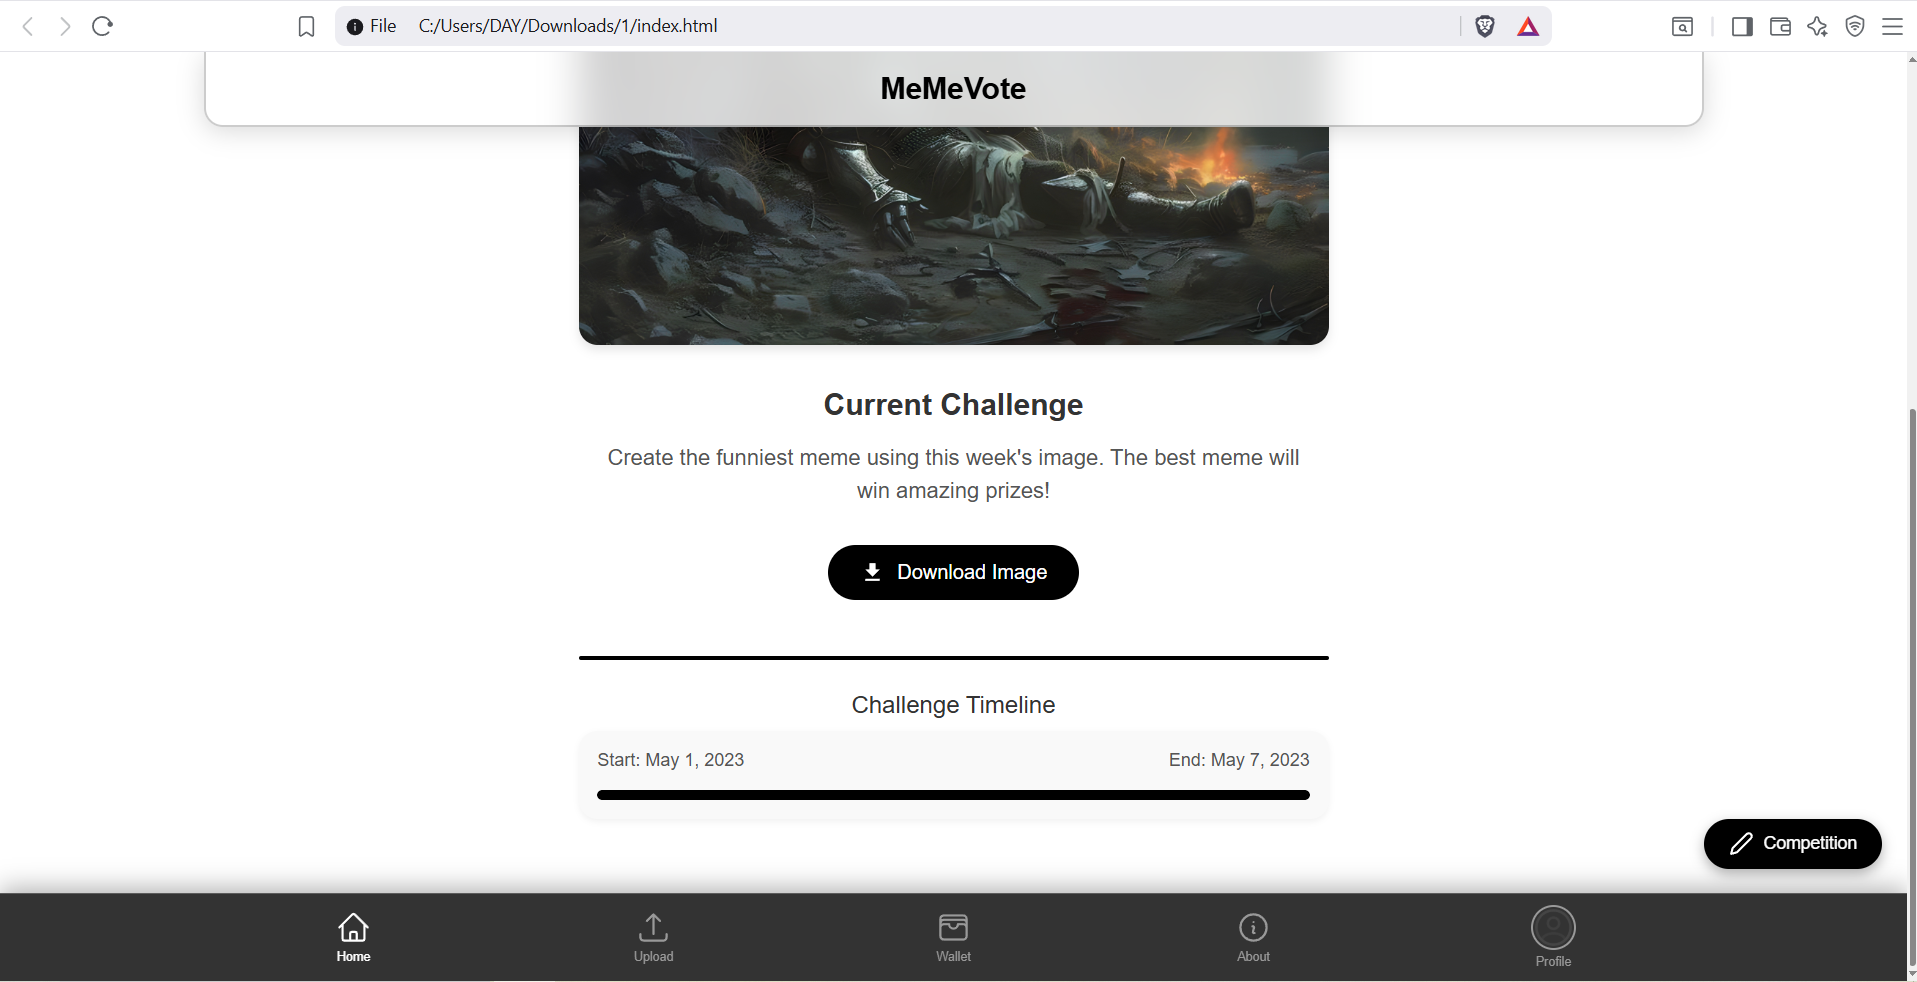 File C:/Users/DAY/Downloads/1/index.html
MeMeVote
Current Challenge
Create the funniest meme using this week's image. The best meme will
win amazing prizes!
Download Image
Challenge Timeline
Start: May 1, 2023 End: May 7, 2023
Competition
Home Upload Wallet About Profile